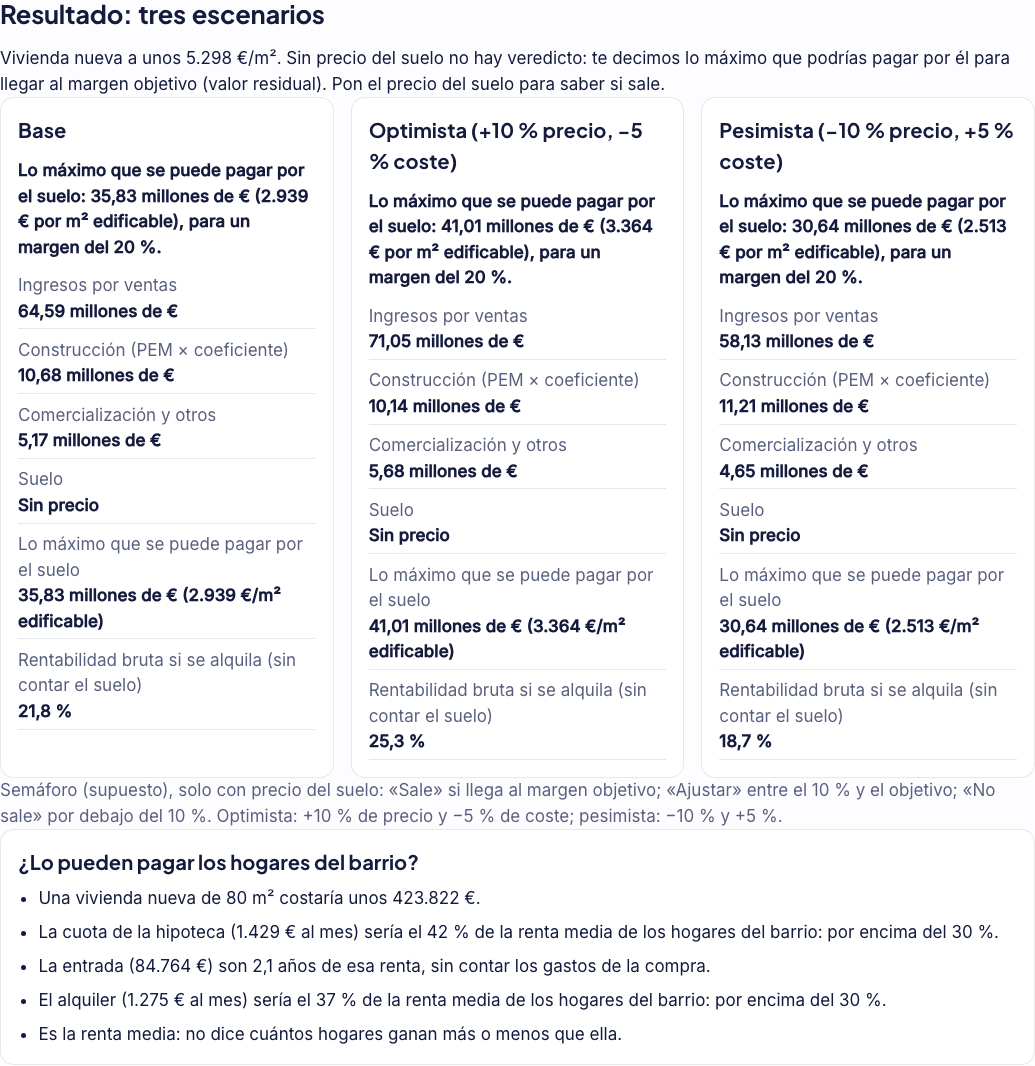 Resultado: tres escenarios
Vivienda nueva a unos 5.298 €/m². Sin precio del suelo no hay veredicto: te decimos lo máximo que podrías pagar por él para
llegar al margen objetivo (valor residual). Pon el precio del suelo para saber si sale.
Base
Lo máximo que se puede pagar por
el suelo: 35,83 millones de € (2.939
€ por m² edificable), para un
margen del 20 %.
Ingresos por ventas
64,59 millones de €
Construcción (PEM × coeficiente)
10,68 millones de €
Comercialización y otros
5,17 millones de €
Suelo
Sin precio
Lo máximo que se puede pagar por
el suelo
35,83 millones de € (2.939 €/m²
edificable)
Rentabilidad bruta si se alquila (sin
contar el suelo)
21,8 %
Optimista (+10 % precio, −5
% coste)
Lo máximo que se puede pagar por
el suelo: 41,01 millones de € (3.364
€ por m² edificable), para un
margen del 20 %.
Ingresos por ventas
71,05 millones de €
Construcción (PEM × coeficiente)
10,14 millones de €
Comercialización y otros
5,68 millones de €
Suelo
Sin precio
Lo máximo que se puede pagar por
el suelo
41,01 millones de € (3.364 €/m²
edificable)
Rentabilidad bruta si se alquila (sin
contar el suelo)
25,3 %
Pesimista (−10 % precio, +5 %
coste)
Lo máximo que se puede pagar por
el suelo: 30,64 millones de € (2.513
€ por m² edificable), para un
margen del 20 %.
Ingresos por ventas
58,13 millones de €
Construcción (PEM × coeficiente)
11,21 millones de €
Comercialización y otros
4,65 millones de €
Suelo
Sin precio
Lo máximo que se puede pagar por
el suelo
30,64 millones de € (2.513 €/m²
edificable)
Rentabilidad bruta si se alquila (sin
contar el suelo)
18,7 %
Semáforo (supuesto), solo con precio del suelo: «Sale» si llega al margen objetivo; «Ajustar» entre el 10 % y el objetivo; «No
sale» por debajo del 10 %. Optimista: +10 % de precio y −5 % de coste; pesimista: −10 % y +5 %.
¿Lo pueden pagar los hogares del barrio?
• Una vivienda nueva de 80 m² costaría unos 423.822 €.
• La cuota de la hipoteca (1.429 € al mes) sería el 42 % de la renta media de los hogares del barrio: por encima del 30 %.
• La entrada (84.764 €) son 2,1 años de esa renta, sin contar los gastos de la compra.
• El alquiler (1.275 € al mes) sería el 37 % de la renta media de los hogares del barrio: por encima del 30 %.
• Es la renta media: no dice cuántos hogares ganan más o menos que ella.